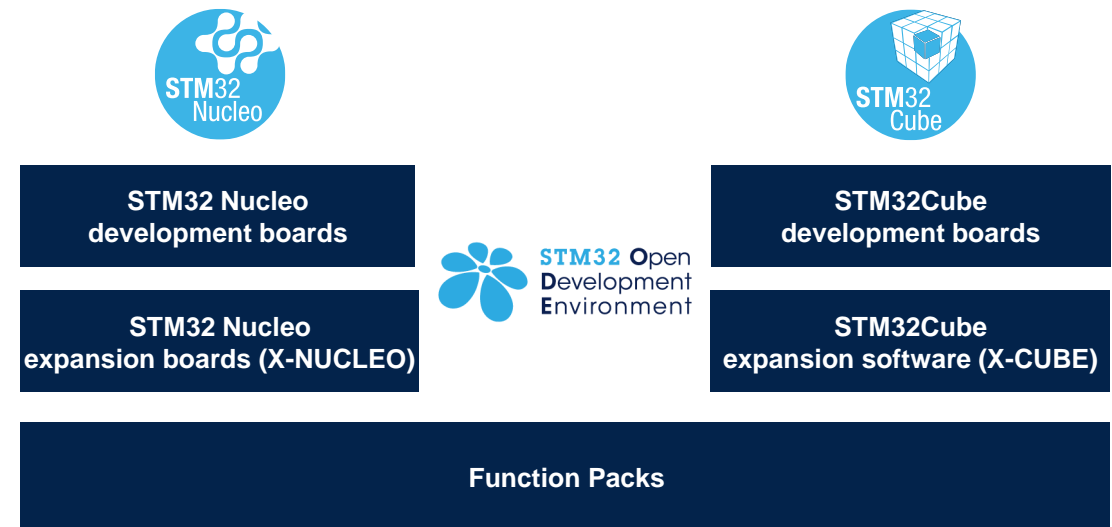 STM32
Nucleo
STM32
Cube
STM32 Nucleo
development boards
STM32Cube
development boards
STM32 Open
Development
Environment
STM32 Nucleo
expansion boards (X-NUCLEO)
STM32Cube
expansion software (X-CUBE)
Function Packs